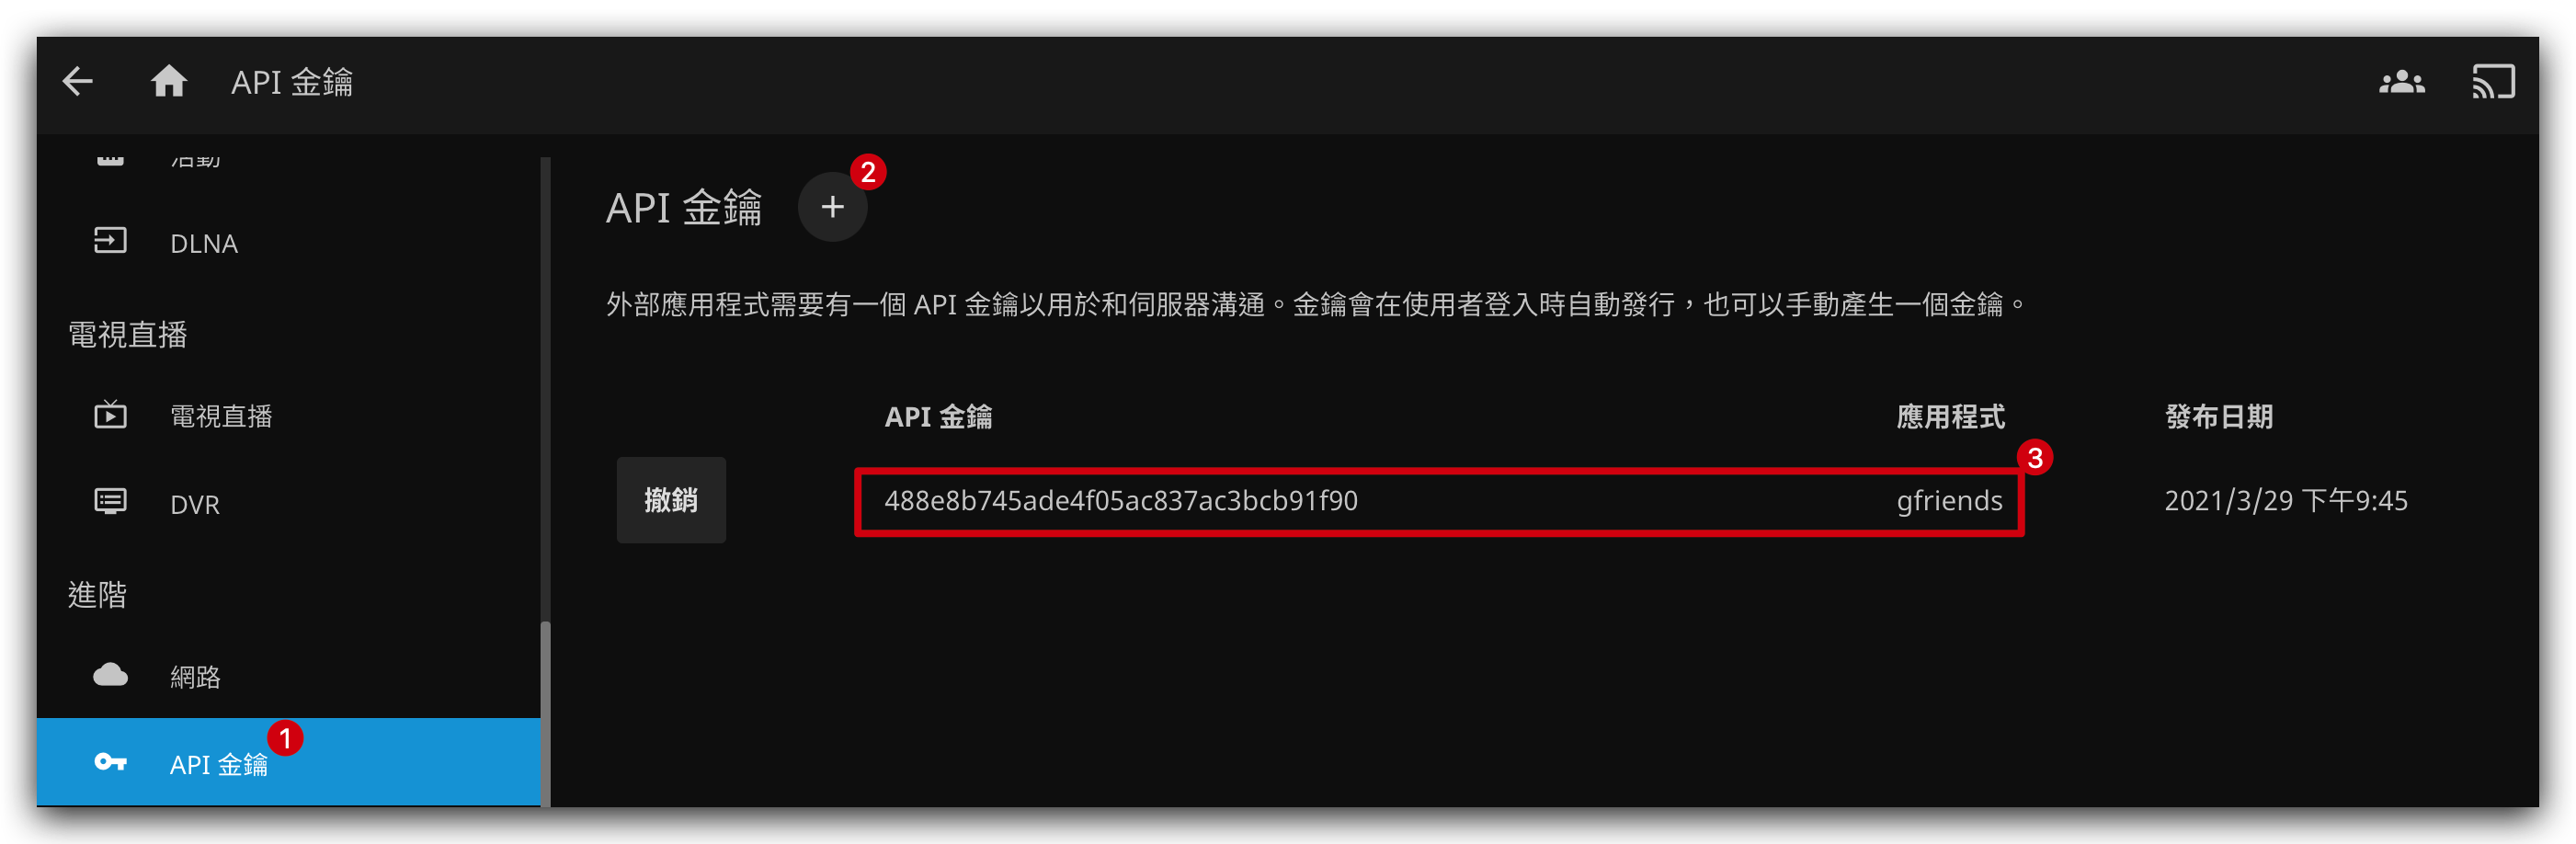 API 金鑰
活動
DLNA
電視直播
電視直播
DVR
進階
網路
API 金鑰
1
API 金鑰
+
2
外部應用程式需要有一個 API 金鑰以用於和伺服器溝通。金鑰會在使用者登入時自動發行，也可以手動產生一個金鑰。
API 金鑰 應用程式 發布日期
3
撤銷 488e8b745ade4f05ac837ac3bcb91f90 gfriends 2021/3/29 下午9:45